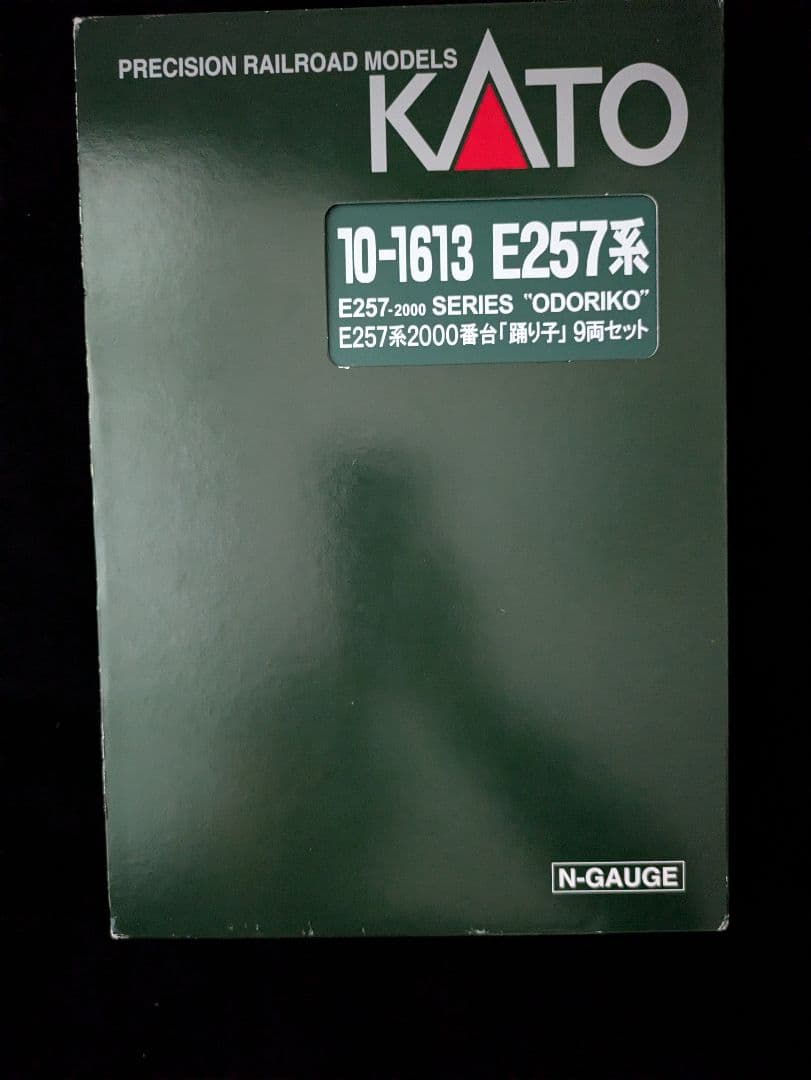 PRECISION RAILROAD MODELS
KATO
10-1613 E257系
E257-2000 SERIES "ODORIKO"
E257系2000番台「踊り子」9両セット
N-GAUGE